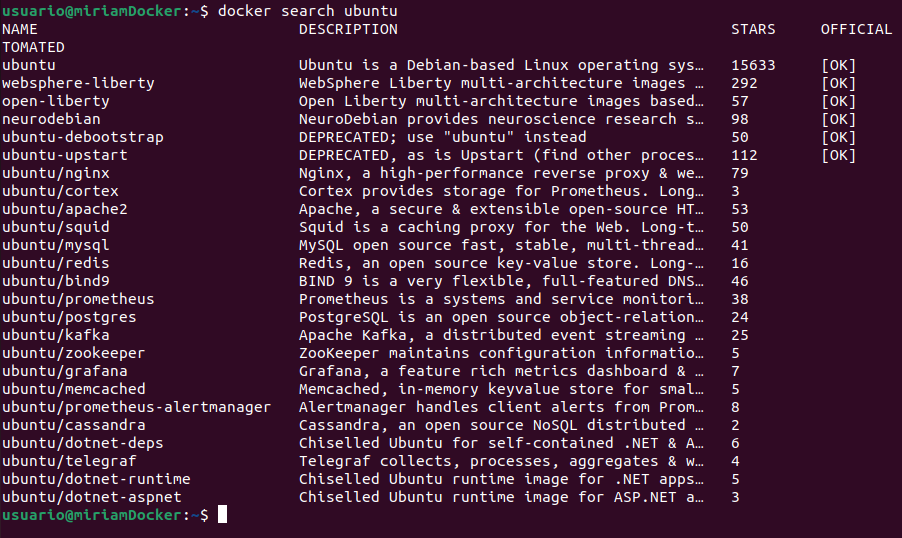 usuario@miriamDocker:~$ docker search ubuntu
NAME                            DESCRIPTION                                     STARS     OFFICIAL
TOMATED
ubuntu                          Ubuntu is a Debian-based Linux operating sys…   15633     [OK]
websphere-liberty               WebSphere Liberty multi-architecture images …   292       [OK]
open-liberty                    Open Liberty multi-architecture images based…   57        [OK]
neurodebian                     NeuroDebian provides neuroscience research s…   98        [OK]
ubuntu-debootstrap              DEPRECATED; use "ubuntu" instead                50        [OK]
ubuntu-upstart                  DEPRECATED, as is Upstart (find other proces…   112       [OK]
ubuntu/nginx                    Nginx, a high-performance reverse proxy & we…   79
ubuntu/cortex                   Cortex provides storage for Prometheus. Long…   3
ubuntu/apache2                  Apache, a secure & extensible open-source HT…   53
ubuntu/squid                    Squid is a caching proxy for the Web. Long-t…   50
ubuntu/mysql                    MySQL open source fast, stable, multi-thread…   41
ubuntu/redis                    Redis, an open source key-value store. Long-…   16
ubuntu/bind9                    BIND 9 is a very flexible, full-featured DNS…   46
ubuntu/prometheus               Prometheus is a systems and service monitori…   38
ubuntu/postgres                 PostgreSQL is an open source object-relation…   24
ubuntu/kafka                    Apache Kafka, a distributed event streaming …   25
ubuntu/zookeeper                ZooKeeper maintains configuration informatio…   5
ubuntu/grafana                  Grafana, a feature rich metrics dashboard & …   7
ubuntu/memcached                Memcached, in-memory keyvalue store for smal…   5
ubuntu/prometheus-alertmanager  Alertmanager handles client alerts from Prom…   8
ubuntu/cassandra                Cassandra, an open source NoSQL distributed …   2
ubuntu/dotnet-deps              Chiselled Ubuntu for self-contained .NET & A…   6
ubuntu/telegraf                 Telegraf collects, processes, aggregates & w…   4
ubuntu/dotnet-runtime           Chiselled Ubuntu runtime image for .NET apps…   5
ubuntu/dotnet-aspnet            Chiselled Ubuntu runtime image for ASP.NET a…   3
usuario@miriamDocker:~$